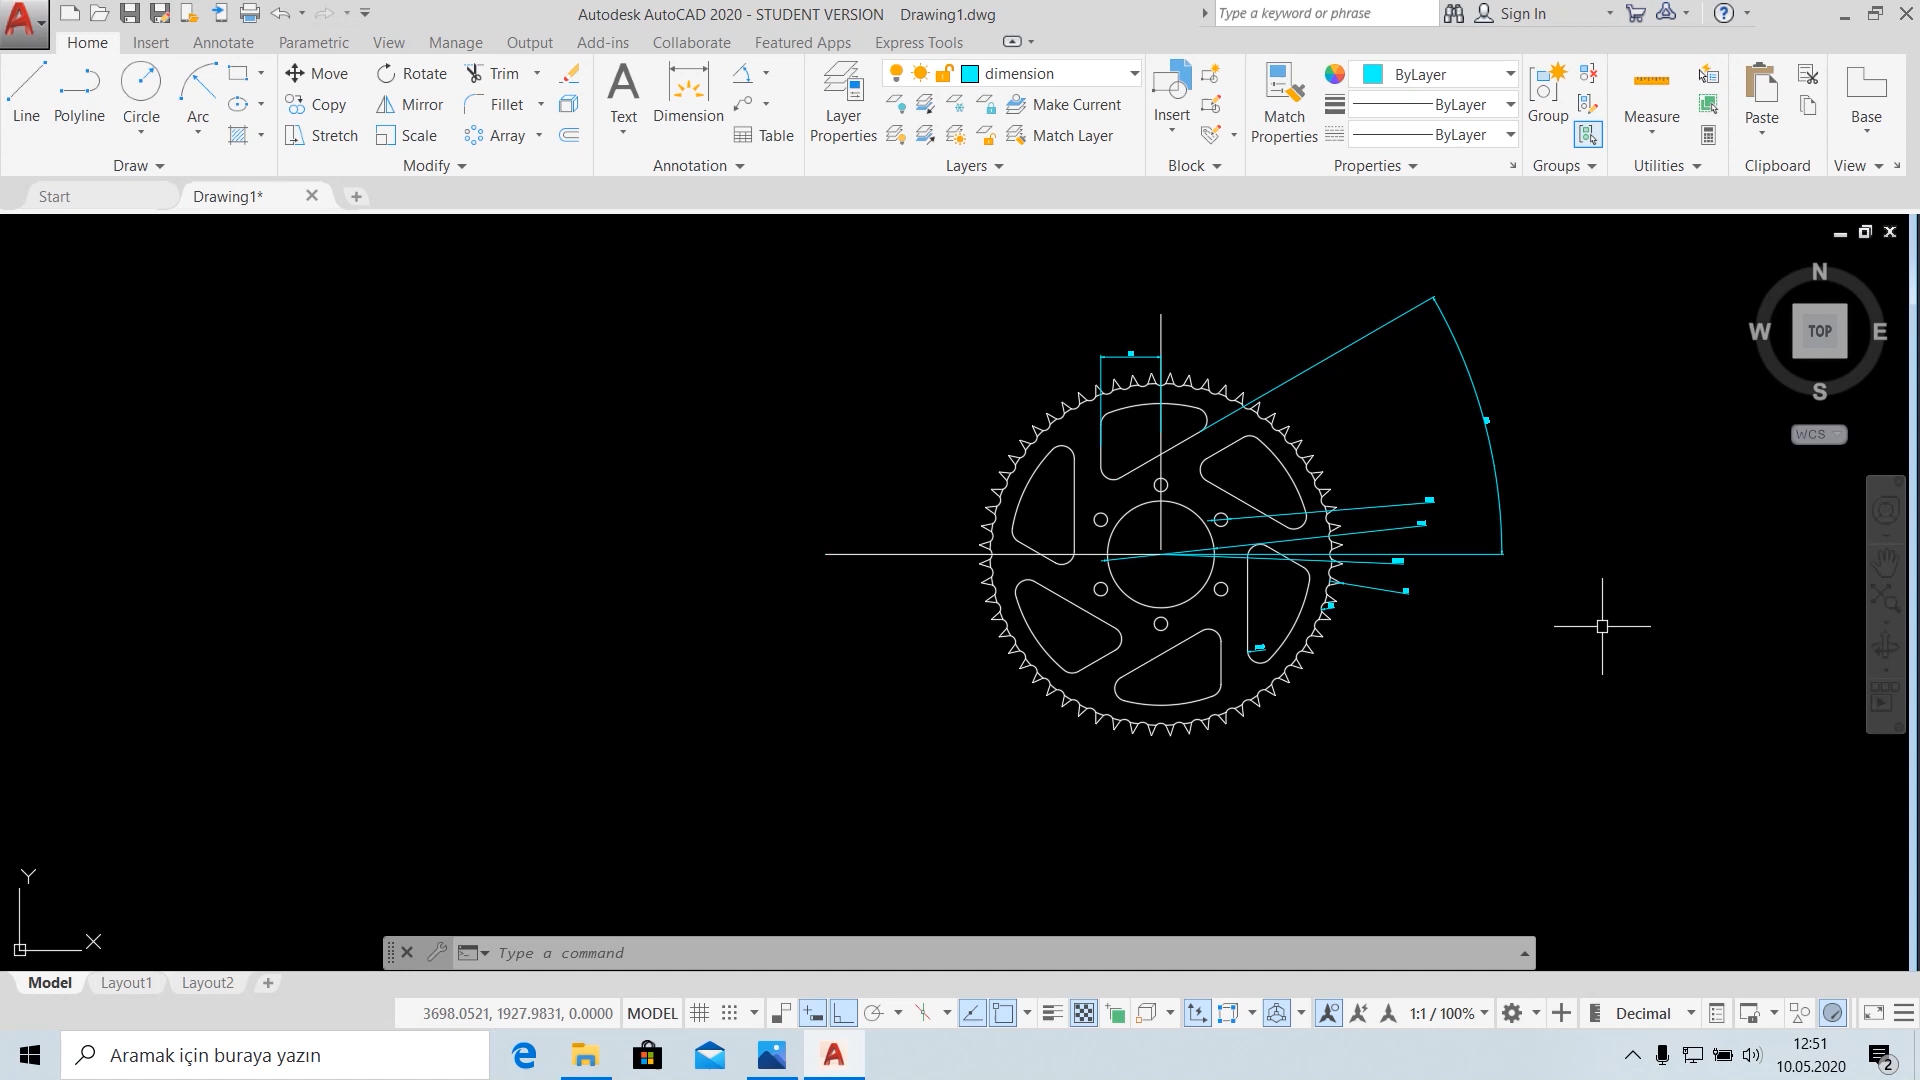 Autodesk AutoCAD 2020 - STUDENT VERSION Drawing1.dwg
Type a keyword or phrase
Sign In
Home Insert Annotate Parametric View Manage Output Add-ins Collaborate Featured Apps Express Tools
Line Polyline Circle Arc
Move Rotate Trim
Copy Mirror Fillet
Stretch Scale Array
Text Dimension
Table
Layer Properties
dimension
Make Current
Match Layer
Insert
Match Properties
ByLayer
ByLayer
ByLayer
Group
Measure
Paste
Base
Draw Modify Annotation Layers Block Properties Groups Utilities Clipboard View
Start Drawing1*
N
W TOP E
S
WCS
Y
X
Type a command
Model Layout1 Layout2
3698.0521, 1927.9831, 0.0000 MODEL 1:1 / 100% Decimal
Aramak için buraya yazın
12:51
10.05.2020
2